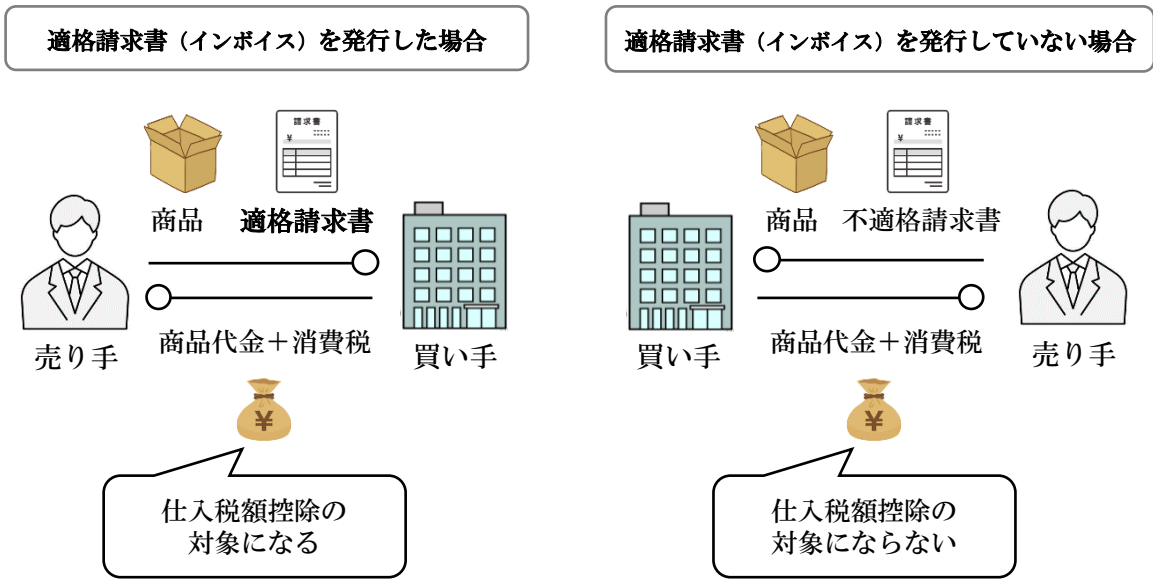 適格請求書（インボイス）を発行した場合
請求書
¥
商品
適格請求書
売り手
商品代金＋消費税
買い手
¥
仕入税額控除の
対象になる
適格請求書（インボイス）を発行していない場合
請求書
¥
商品
不適格請求書
買い手
商品代金＋消費税
売り手
¥
仕入税額控除の
対象にならない